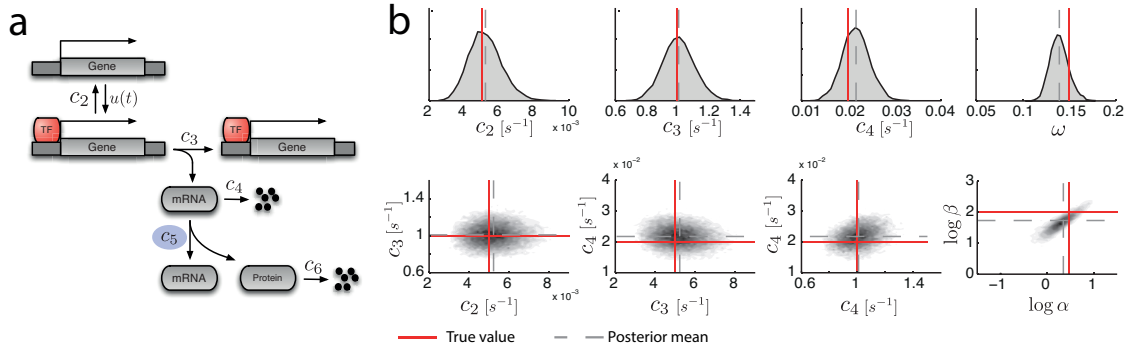 a
Gene
c₂
u(t)
TF
Gene
c₃
TF
Gene
mRNA
c₄
c₅
mRNA
Protein
c₆
b
2 4 6 8 10
x 10⁻³
c₂ [s⁻¹]
0.6 0.8 1 1.2 1.4
c₃ [s⁻¹]
0.01 0.02 0.03 0.04
c₄ [s⁻¹]
0.05 0.1 0.15 0.2
ω
c₃ [s⁻¹]
1.4
1
0.6
2 4 6 8
x 10⁻³
c₂ [s⁻¹]
x 10⁻²
c₄ [s⁻¹]
4
3
2
1
2 4 6 8
c₃ [s⁻¹]
x 10⁻²
c₄ [s⁻¹]
4
3
2
1
0.6 1 1.4
c₄ [s⁻¹]
log β
3
2
1
0
-1 0 1
log α
True value
Posterior mean